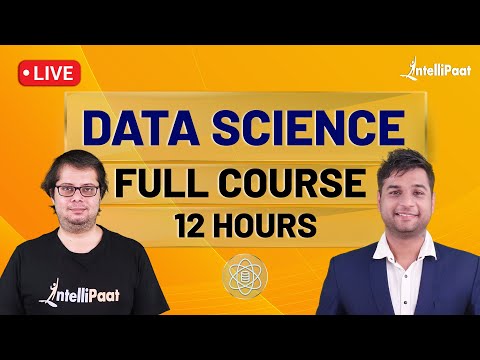 LIVE
IntelliPaat
DATA SCIENCE
FULL COURSE
12 HOURS
IntelliPaat